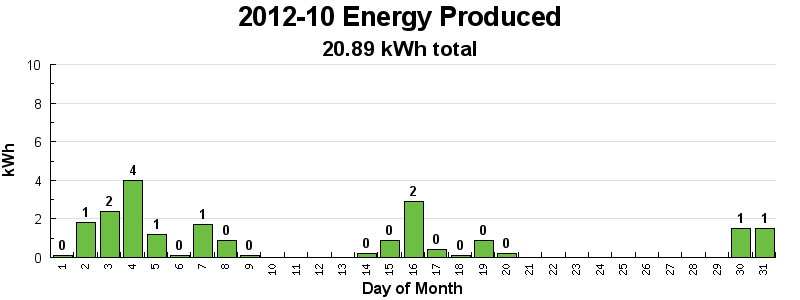 2012-10 Energy Produced
20.89 kWh total
10
8
6
4
2
0
kWh
0 1 2 4 1 0 1 0 0 0 0 2 0 0 0 0 1 1
1 2 3 4 5 6 7 8 9 10 11 12 13 14 15 16 17 18 19 20 21 22 23 24 25 26 27 28 29 30 31
Day of Month